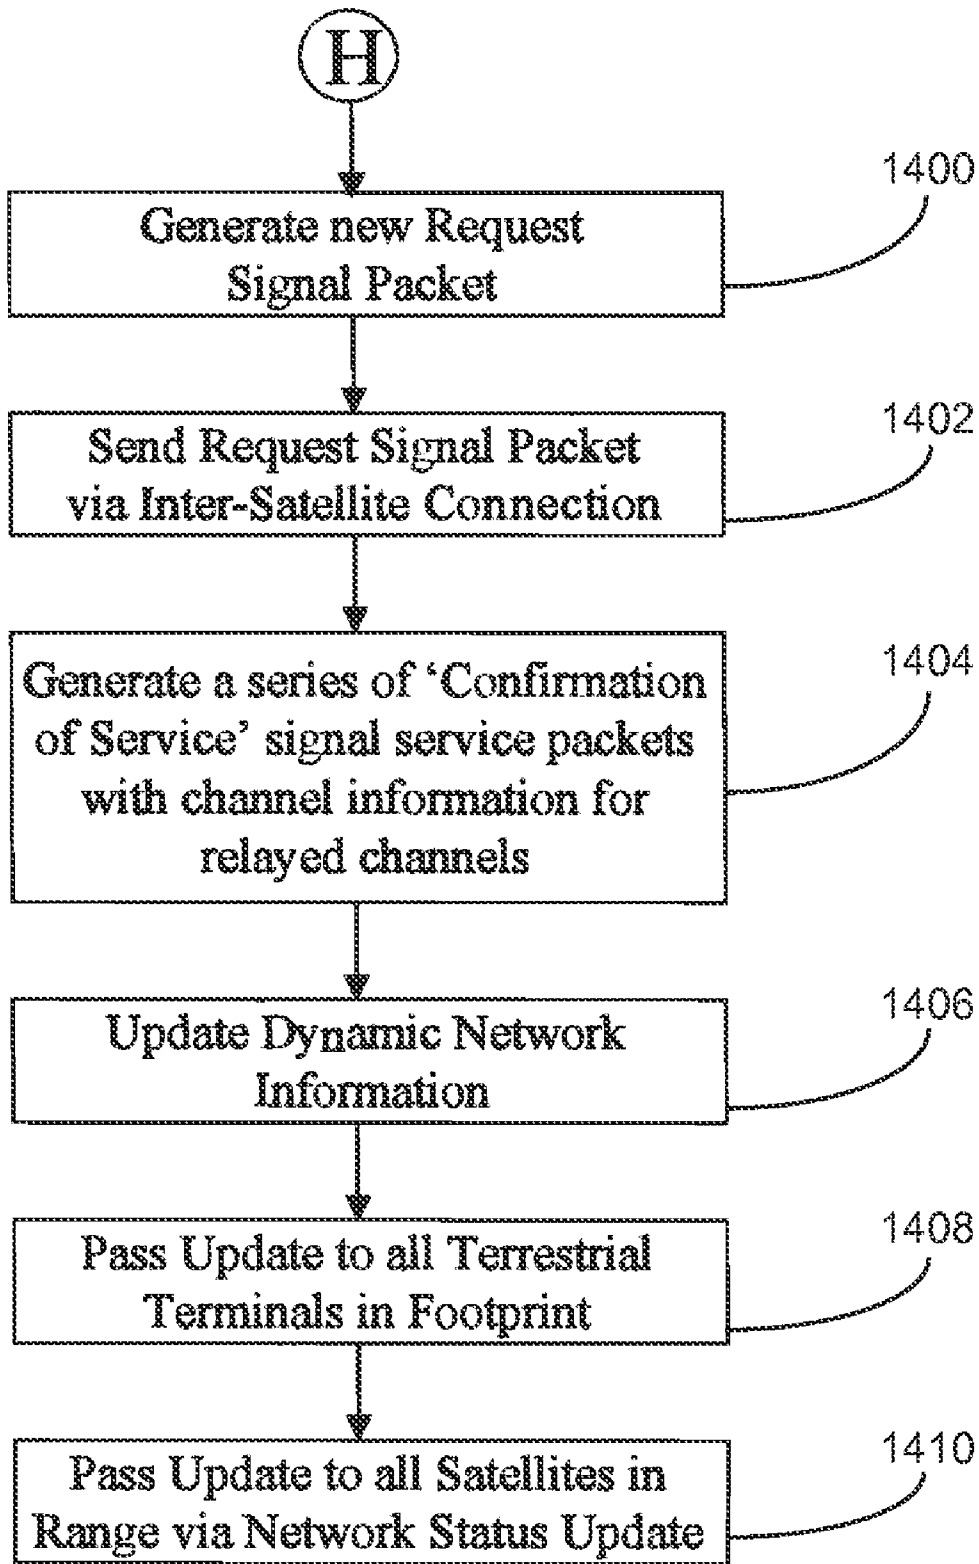 H
1400
Generate new Request
Signal Packet
1402
Send Request Signal Packet
via Inter-Satellite Connection
1404
Generate a series of ‘Confirmation
of Service’ signal service packets
with channel information for
relayed channels
1406
Update Dynamic Network
Information
1408
Pass Update to all Terrestrial
Terminals in Footprint
1410
Pass Update to all Satellites in
Range via Network Status Update